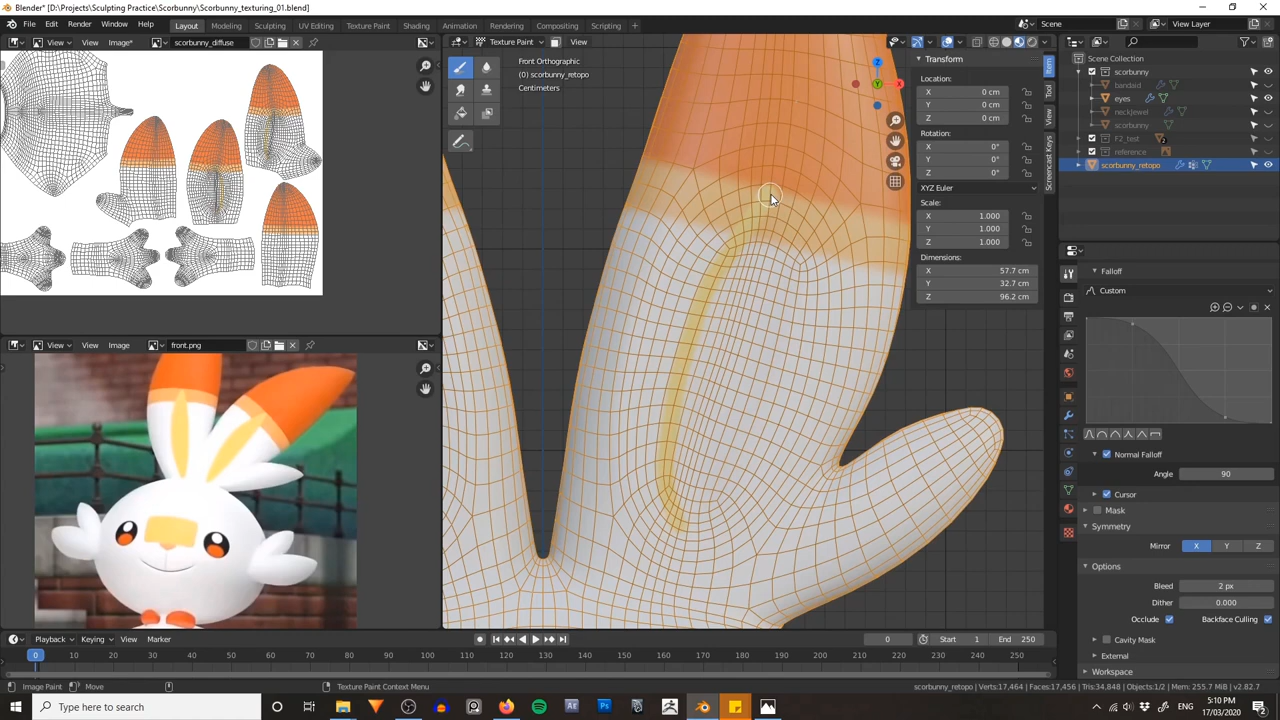 Blender* [D:\Projects\Sculpting Practice\Scorbunny\Scorbunny_texturing_01.blend]
File Edit Render Window Help Layout Modeling Sculpting UV Editing Texture Paint Shading Animation Rendering Compositing Scripting Scene View Layer
View View Image* scorbunny_diffuse
Texture Paint View
Front Orthographic
(0) scorbunny_retopo
Centimeters
Transform
Location:
X 0 cm
Y 0 cm
Z 0 cm
Rotation:
X 0°
Y 0°
Z 0°
XYZ Euler
Scale:
X 1.000
Y 1.000
Z 1.000
Dimensions:
X 57.7 cm
Y 32.7 cm
Z 96.2 cm
Item
Tool
View
Screencast Keys
X
Y
Z
Scene Collection
scorbunny
bandaid
eyes
neckJewel
scorbunny
F2_test
reference
scorbunny_retopo
Falloff
Custom
Normal Falloff
Angle 90
Cursor
Mask
Symmetry
Mirror X Y Z
Options
Bleed 2 px
Dither 0.000
Occlude Backface Culling
Cavity Mask
External
Workspace
View View Image front.png
Playback Keying View Marker 0 Start 1 End 250
0 10 20 30 40 50 60 70 80 90 100 110 120 130 140 150 160 170 180 190 200 210 220 230 240 250
Image Paint Move Texture Paint Context Menu scorbunny_retopo | Verts:17,464 | Faces:17,456 | Tris:34,848 | Objects:1/2 | Mem: 255.7 MiB | v2.82.7
Type here to search
5:10 PM
17/03/2020